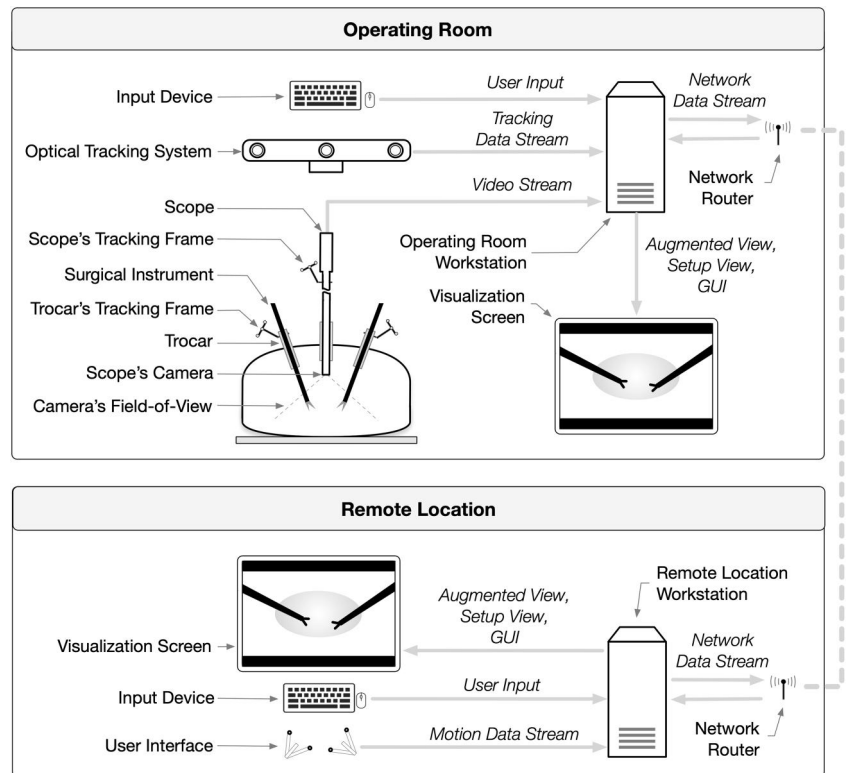 Operating Room
Input Device
User Input
Network
Data Stream
Optical Tracking System
Tracking
Data Stream
Video Stream
Network
Router
Scope
Scope's Tracking Frame
Surgical Instrument
Trocar's Tracking Frame
Trocar
Scope's Camera
Camera's Field-of-View
Operating Room
Workstation
Augmented View,
Setup View,
GUI
Visualization
Screen
Remote Location
Remote Location
Workstation
Augmented View,
Setup View,
GUI
Visualization Screen
Network
Data Stream
Input Device
User Input
User Interface
Motion Data Stream
Network
Router